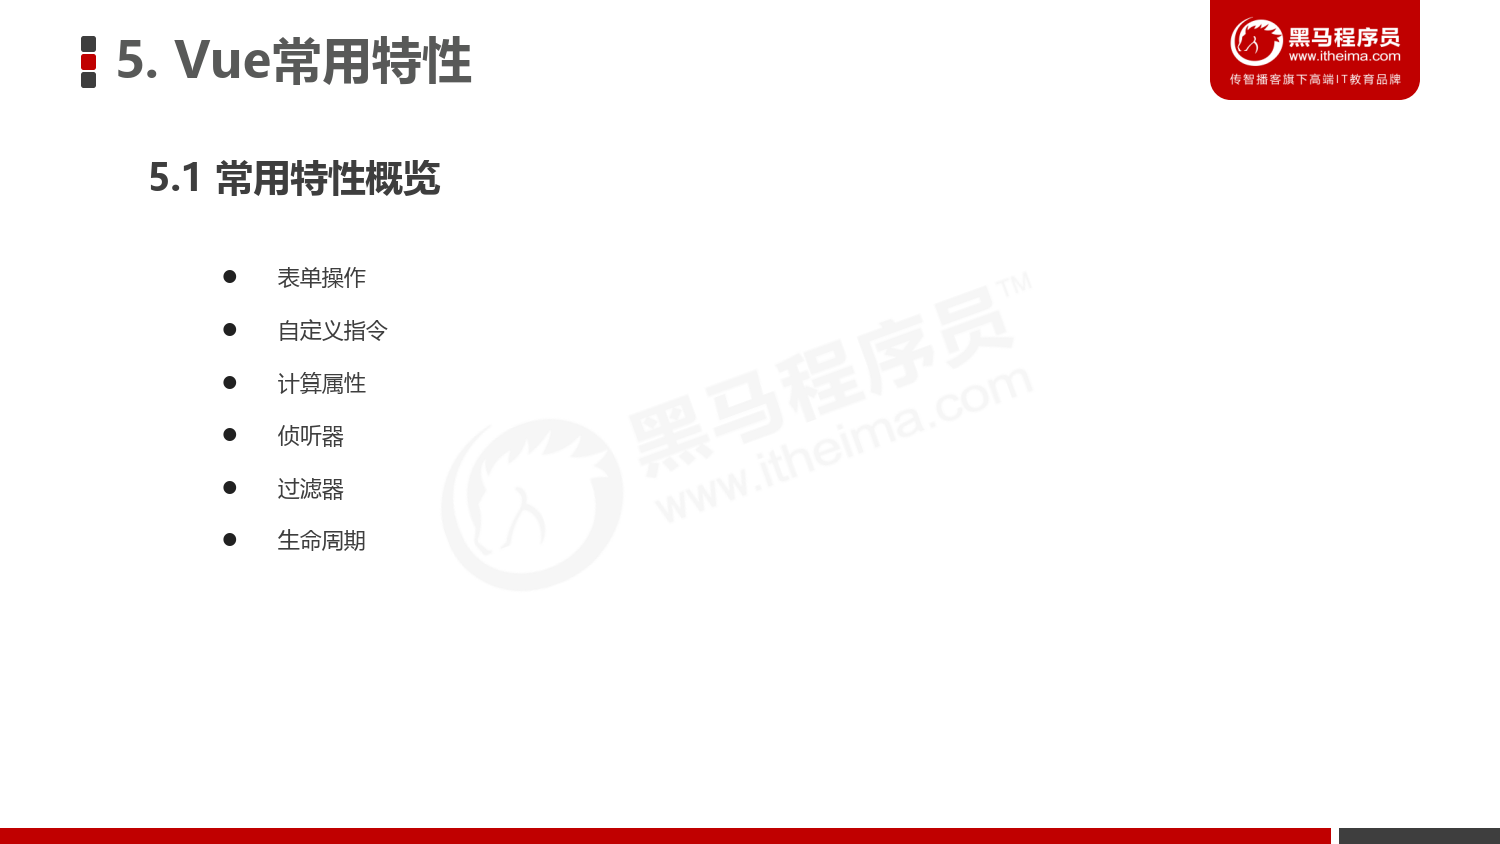 5. Vue常用特性
黑马程序员
www.itheima.com
传智播客旗下高端IT教育品牌
5.1 常用特性概览
● 表单操作
● 自定义指令
● 计算属性
● 侦听器
● 过滤器
● 生命周期
黑马程序员™
www.itheima.com